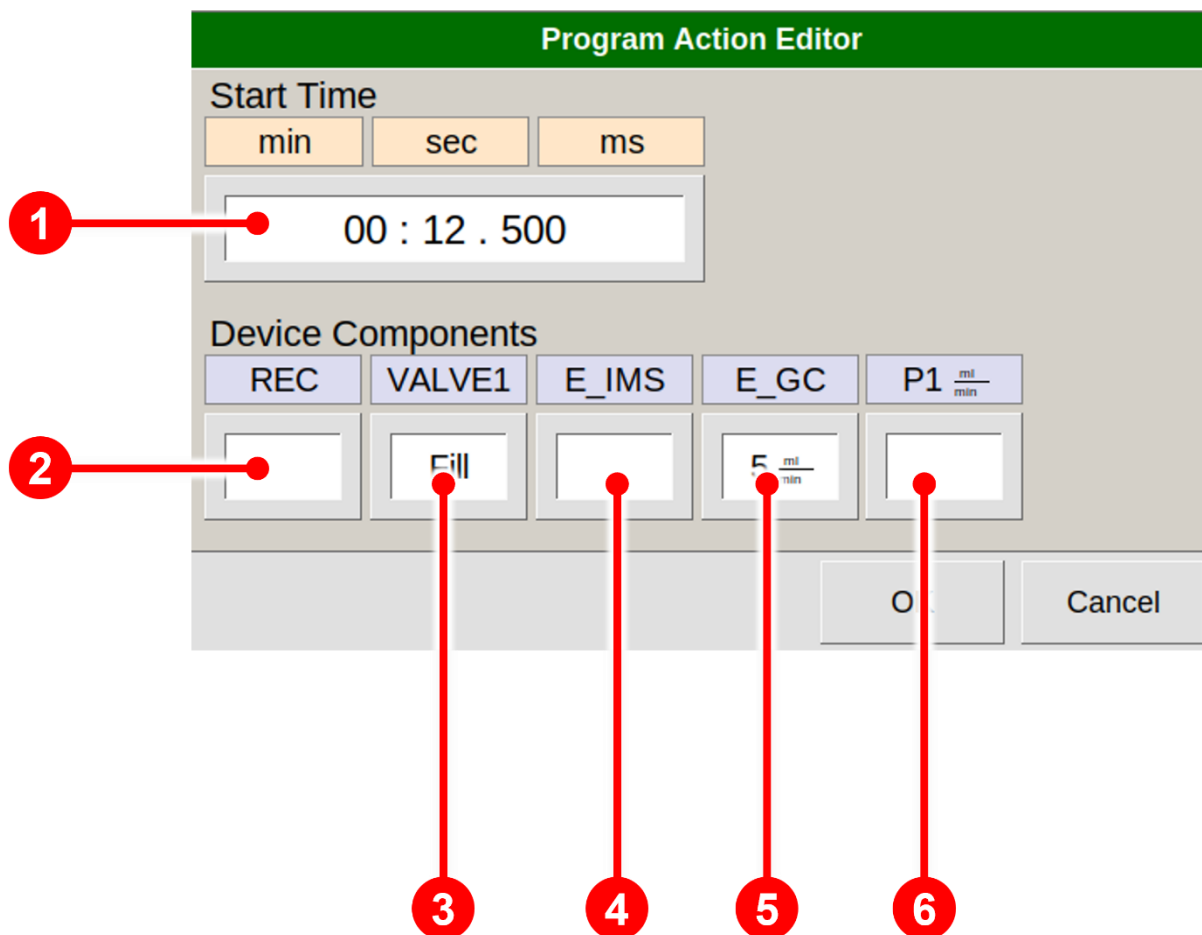 Program Action Editor
Start Time
min sec ms
1 00 : 12 . 500
Device Components
REC VALVE1 E_IMS E_GC P1 ml/min
2 Fill 5 ml/min
Cancel
3 4 5 6